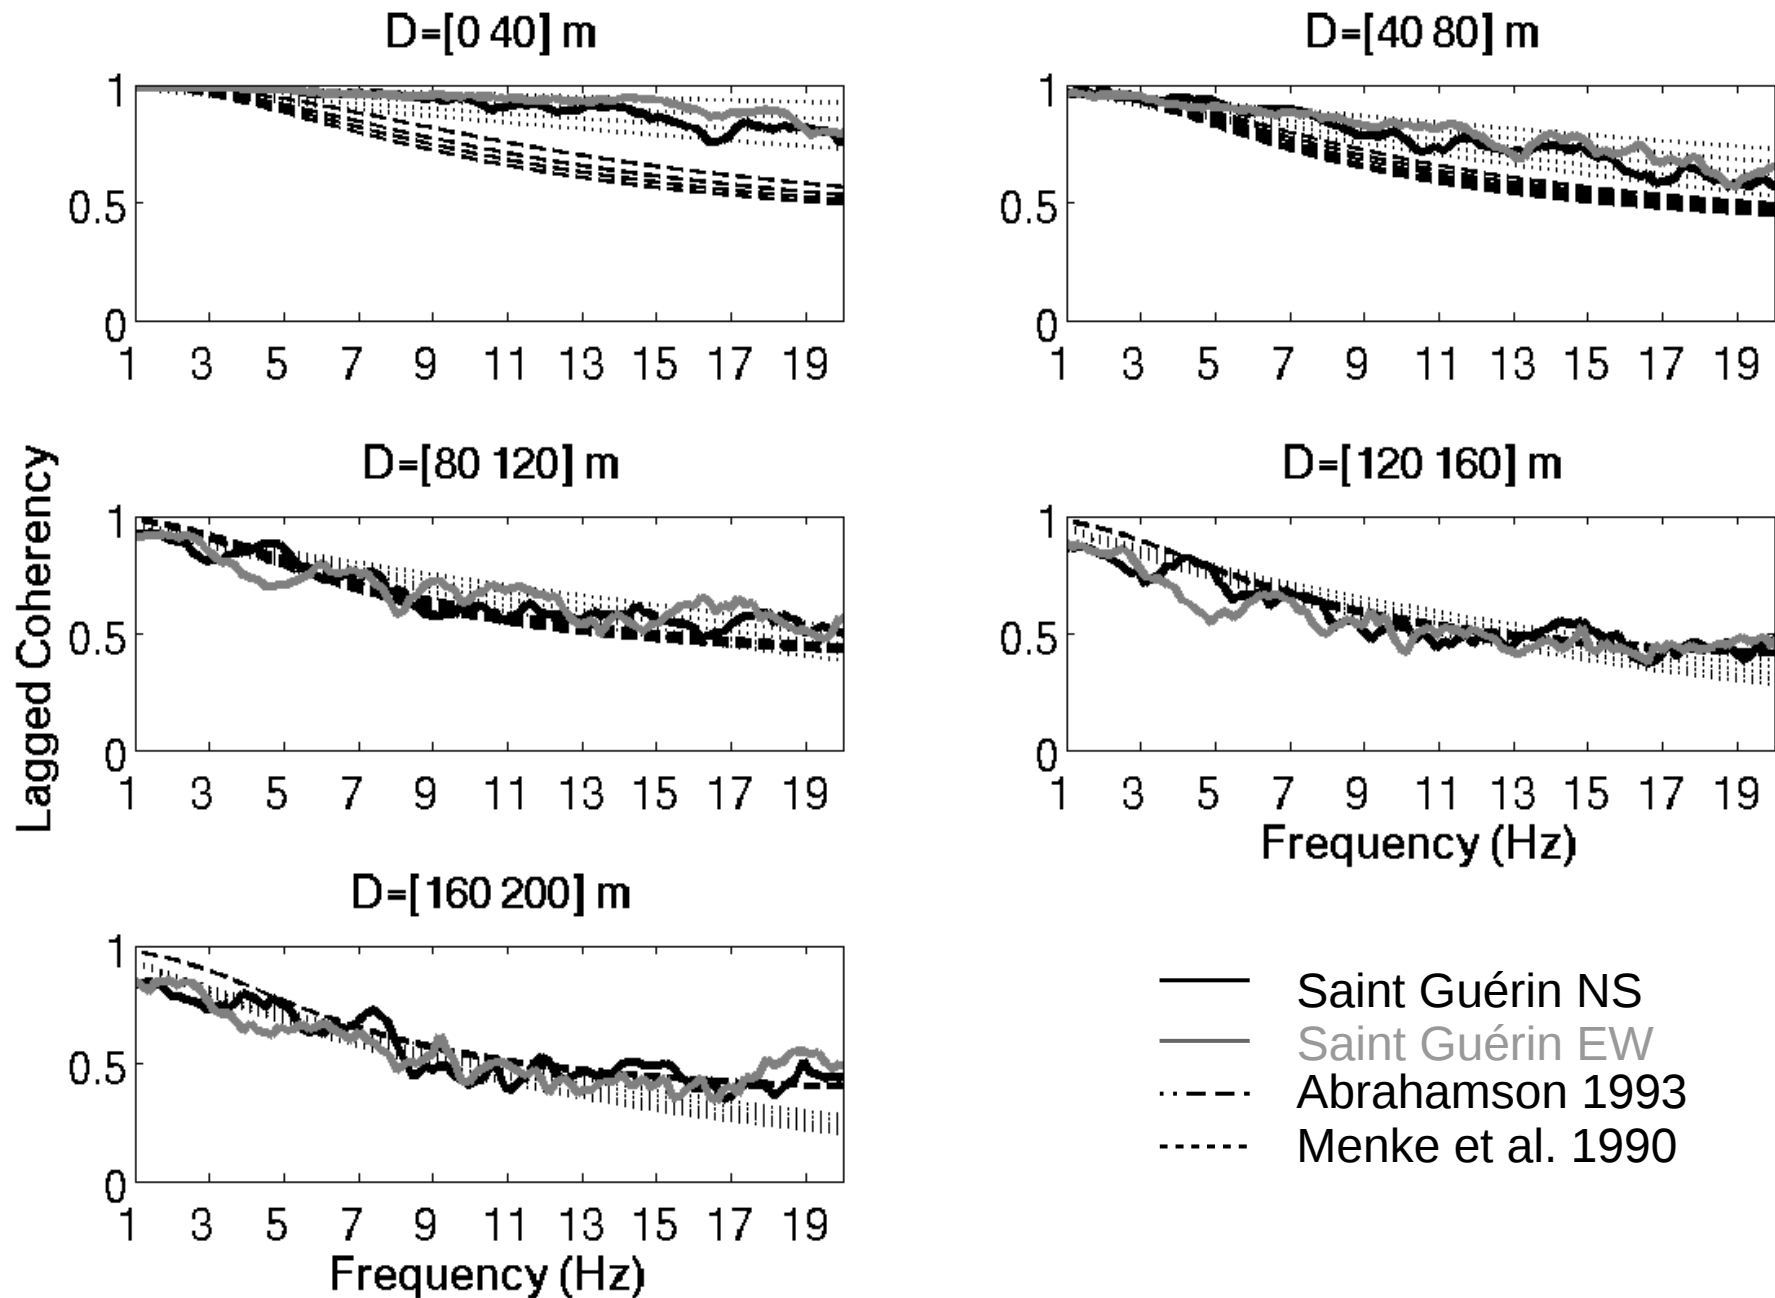 D=[0 40] m
1
0.5
0
1 3 5 7 9 11 13 15 17 19
D=[40 80] m
1
0.5
0
1 3 5 7 9 11 13 15 17 19
Lagged Coherency
D=[80 120] m
1
0.5
0
1 3 5 7 9 11 13 15 17 19
D=[120 160] m
1
0.5
0
1 3 5 7 9 11 13 15 17 19
Frequency (Hz)
D=[160 200] m
1
0.5
0
1 3 5 7 9 11 13 15 17 19
Frequency (Hz)
Saint Guérin NS
Saint Guérin EW
Abrahamson 1993
Menke et al. 1990